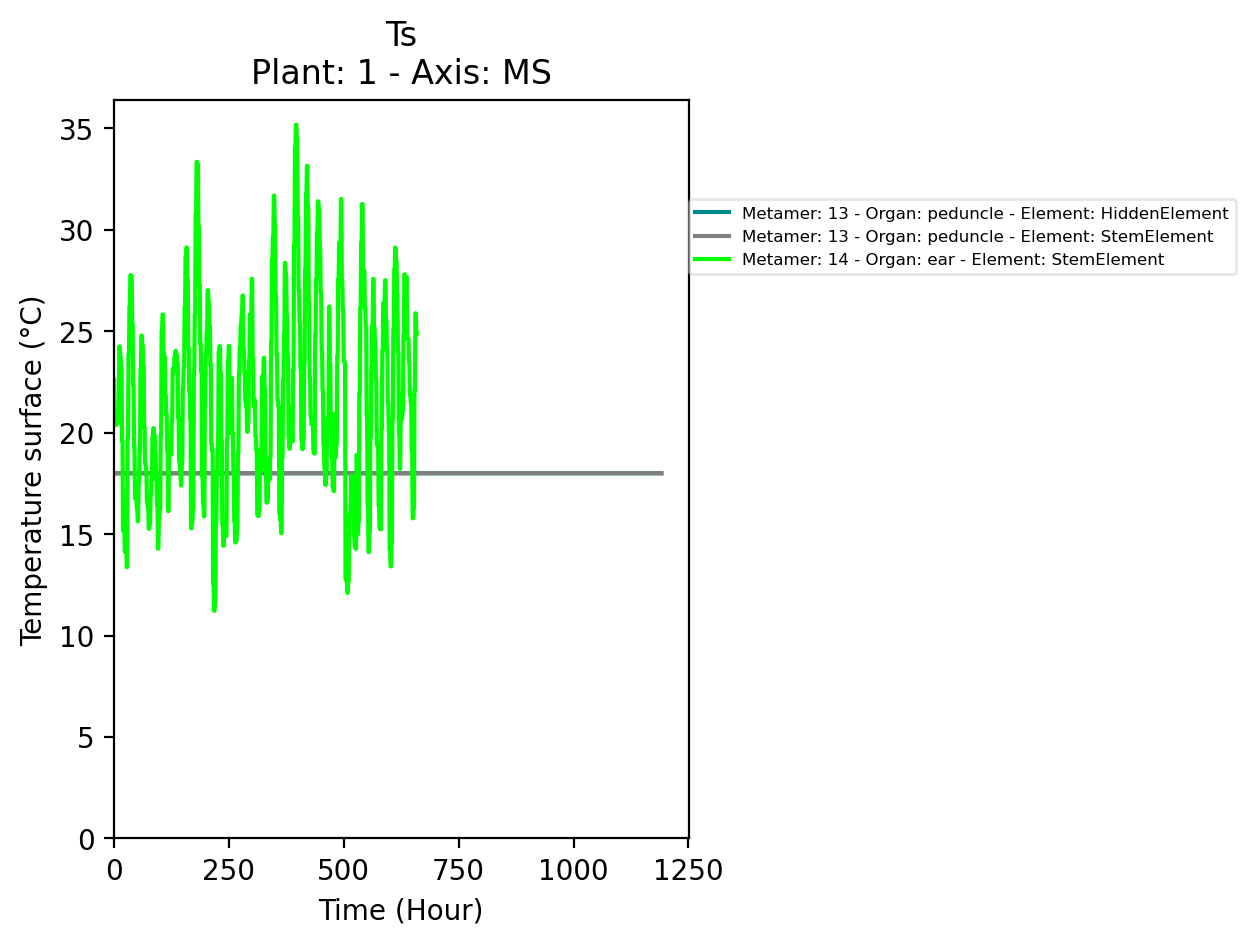 Ts
Plant: 1 - Axis: MS
35
30
25
20
15
10
5
0
Temperature surface (°C)
0 250 500 750 1000 1250
Time (Hour)
Metamer: 13 - Organ: peduncle - Element: HiddenElement
Metamer: 13 - Organ: peduncle - Element: StemElement
Metamer: 14 - Organ: ear - Element: StemElement